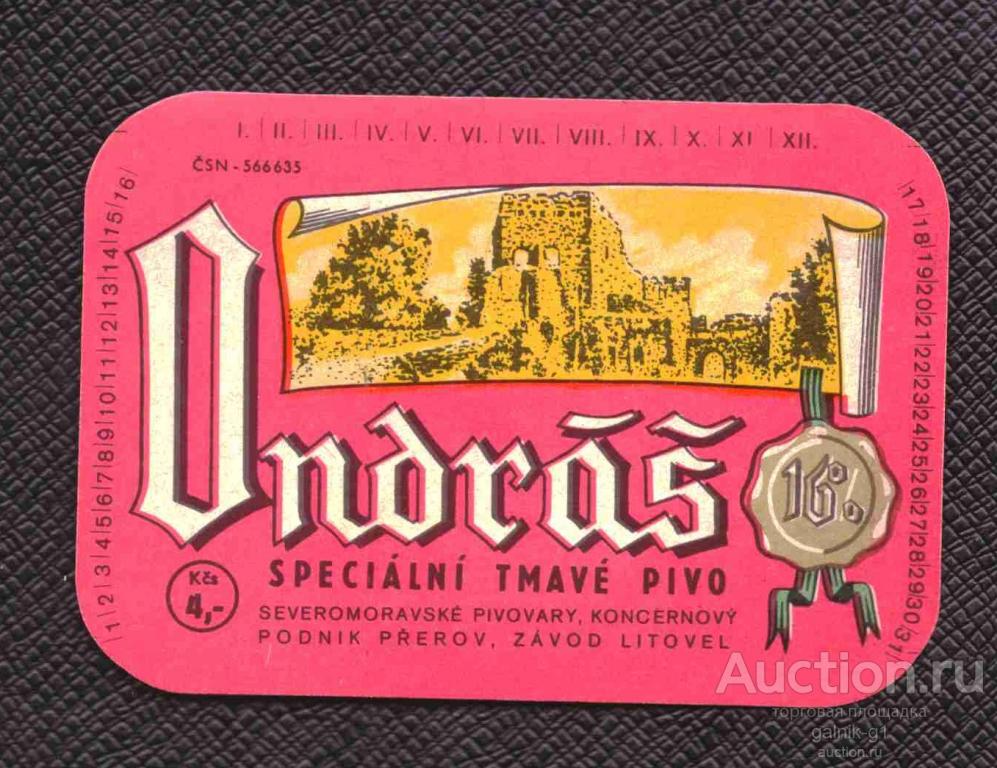 I. | II. | III. | IV. | V. | VI. | VII. | VIII. | IX. | X. | XI | XII.
ČSN - 566635
1|2|3|4|5|6|7|8|9|10|11|12|13|14|15|16|
|17|18|19|20|21|22|23|24|25|26|27|28|29|30|31
Ondráš
16%
SPECIÁLNÍ TMAVÉ PIVO
Kčs
4,-
SEVEROMORAVSKÉ PIVOVARY, KONCERNOVÝ
PODNIK PŘEROV, ZÁVOD LITOVEL
Auction.ru
торговая площадка
galnik-g1
auction.ru